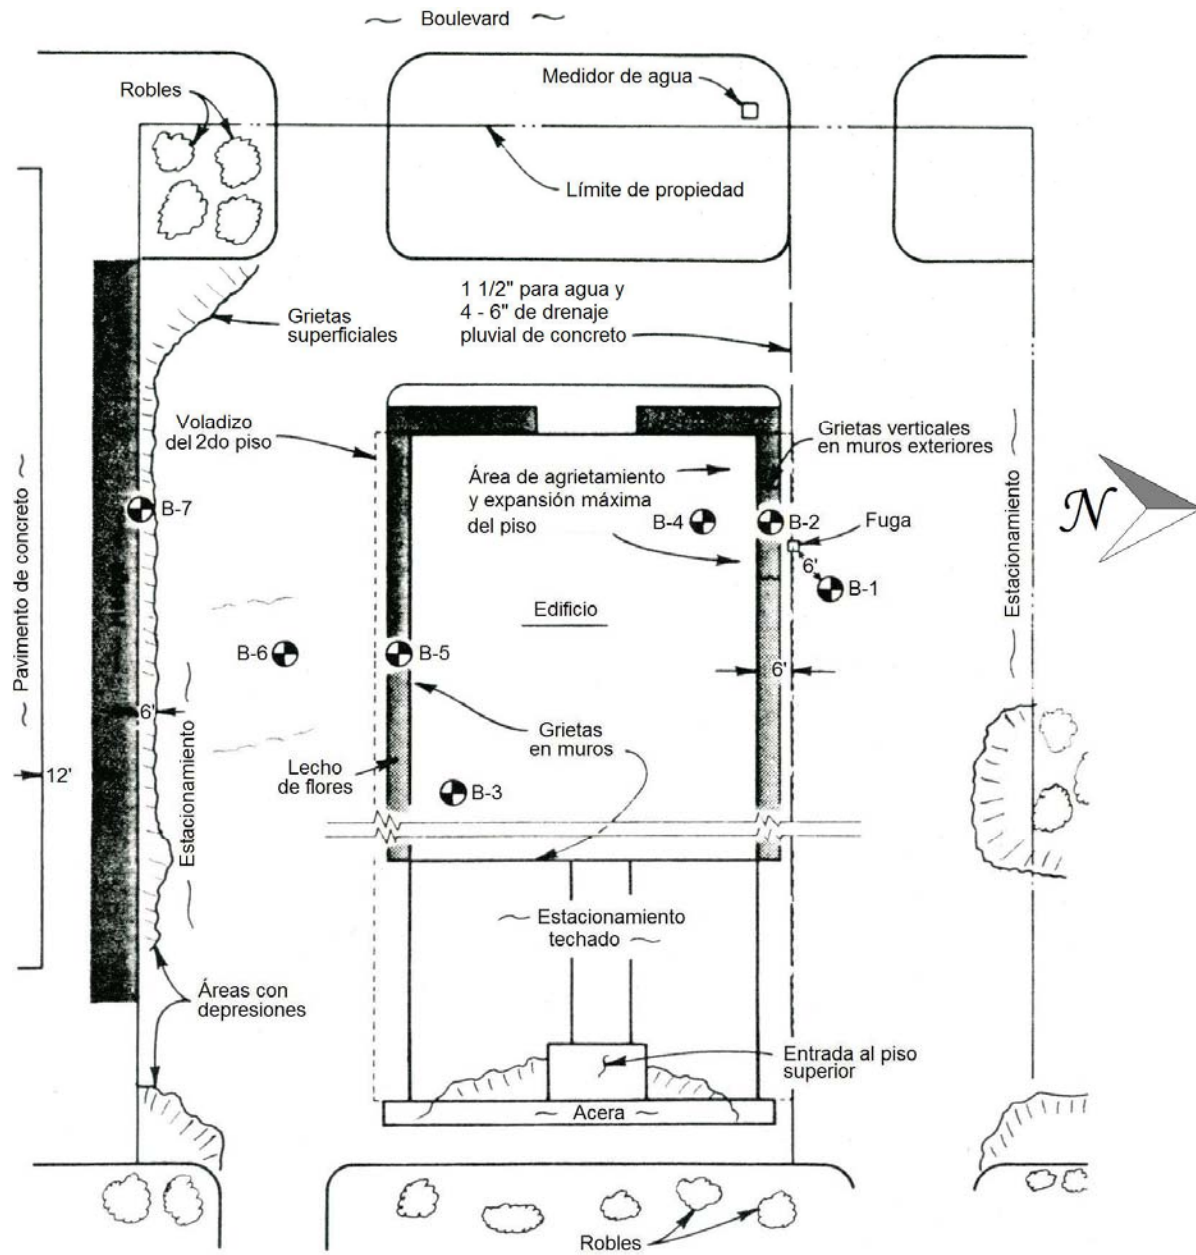 Boulevard
Medidor de agua
Robles
Límite de propiedad
1 1/2" para agua y
4 - 6" de drenaje
pluvial de concreto
Grietas
superficiales
Voladizo
del 2do piso
Grietas verticales
en muros exteriores
Área de agrietamiento
y expansión máxima
del piso
Estacionamiento
N
Pavimento de concreto
B-7
B-4
B-2
Fuga
6'
B-1
Edificio
B-6
B-5
6'
6'
Grietas
en muros
Estacionamiento
12'
Lecho
de flores
B-3
Estacionamiento
techado
Áreas con
depresiones
Entrada al piso
superior
Acera
Robles